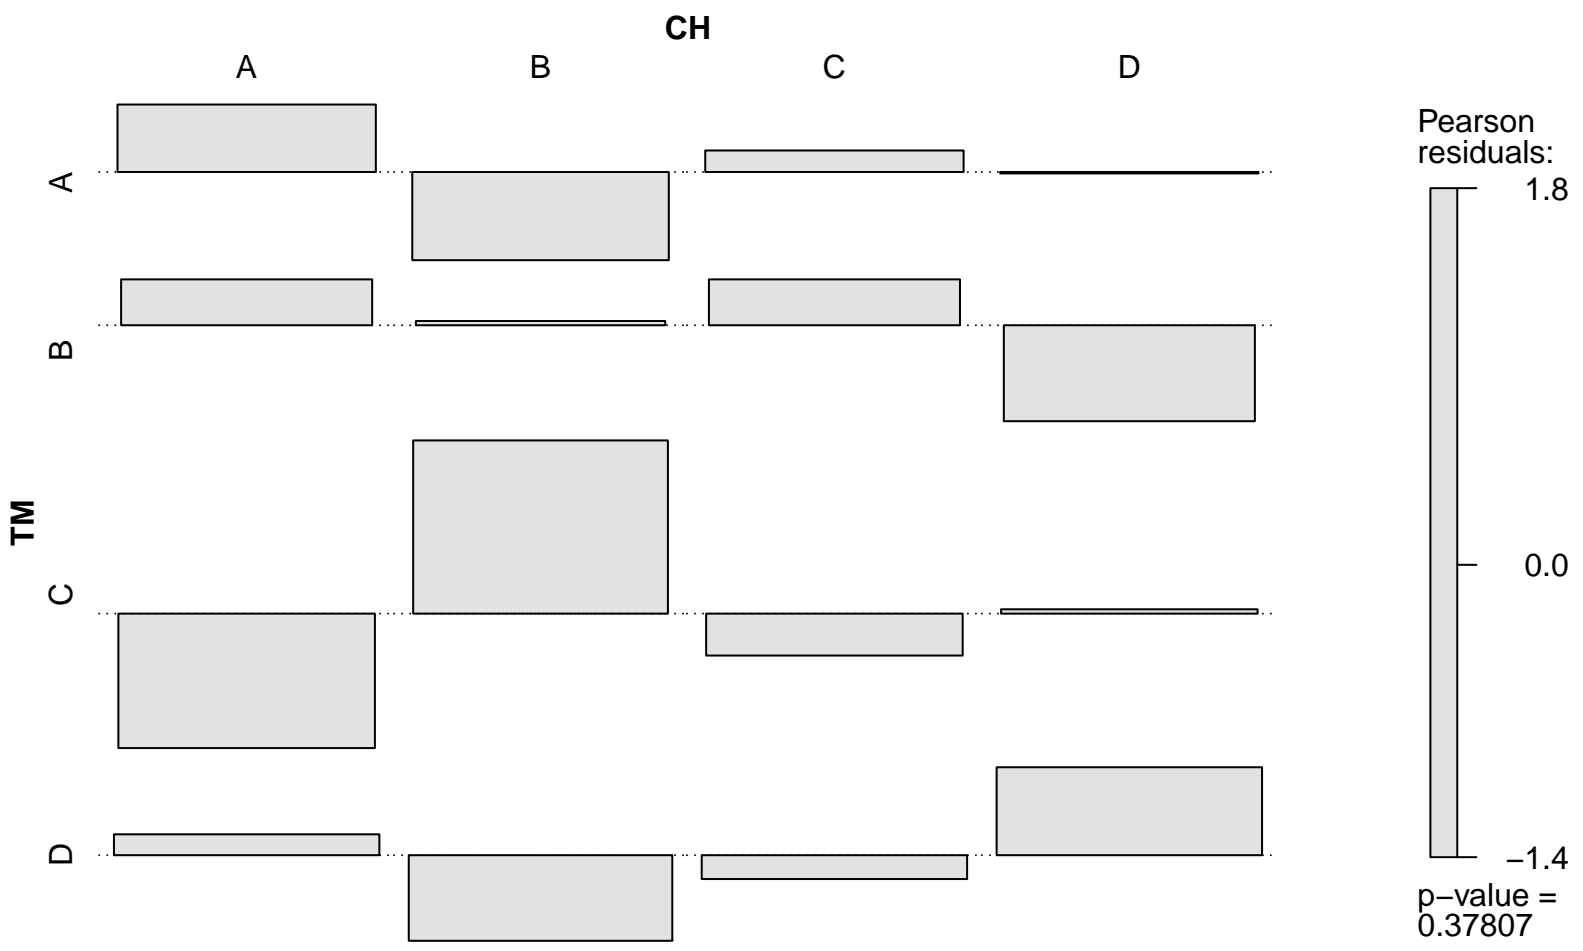 CH
A B C D
A
B
TM
C
D
Pearson
residuals:
1.8
0.0
−1.4
p−value =
0.37807